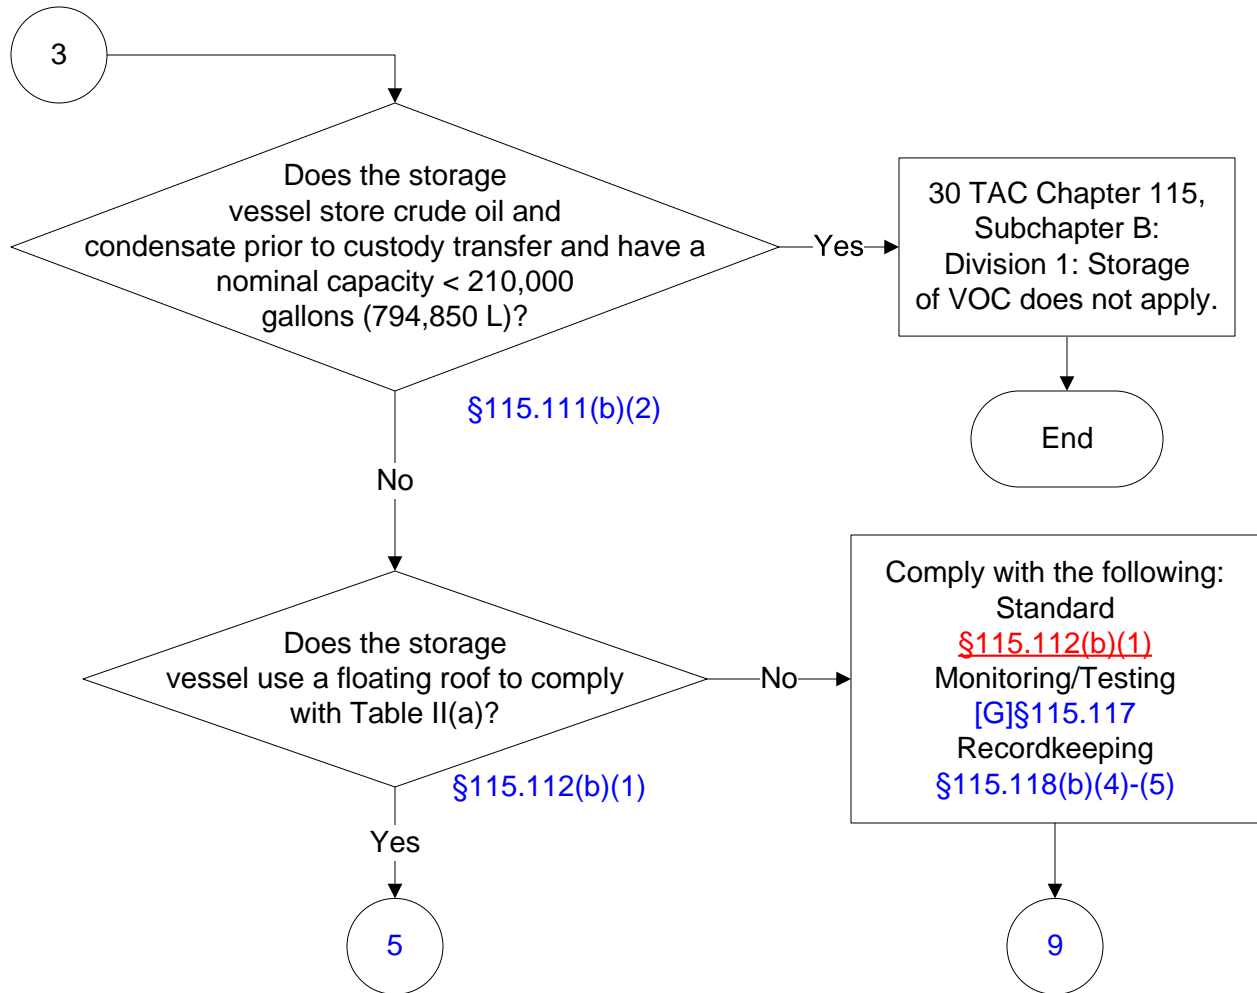 3
Does the storage
vessel store crude oil and
condensate prior to custody transfer and have a
nominal capacity < 210,000
gallons (794,850 L)?
Yes
30 TAC Chapter 115,
Subchapter B:
Division 1: Storage
of VOC does not apply.
§115.111(b)(2)
End
No
Does the storage
vessel use a floating roof to comply
with Table II(a)?
No
Comply with the following:
Standard
§115.112(b)(1)
Monitoring/Testing
[G]§115.117
Recordkeeping
§115.118(b)(4)-(5)
§115.112(b)(1)
Yes
5
9